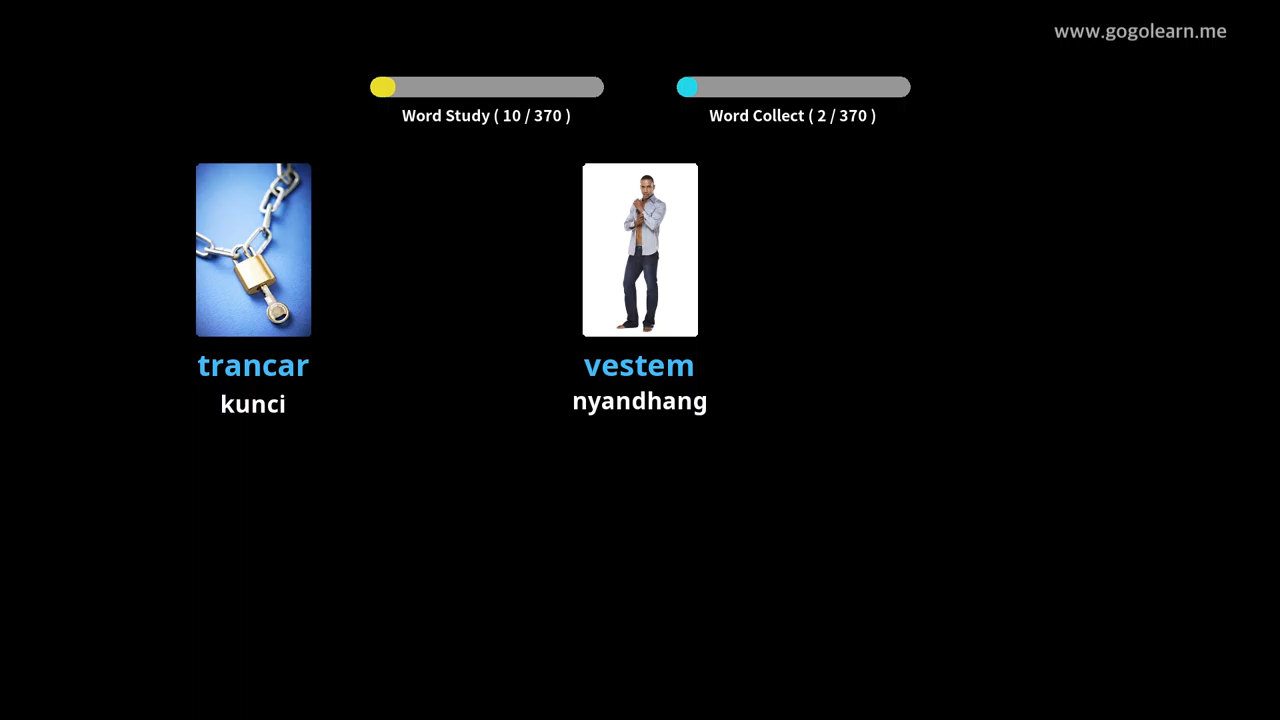 www.gogolearn.me
Word Study ( 10 / 370 )
Word Collect ( 2 / 370 )
trancar
kunci
vestem
nyandhang